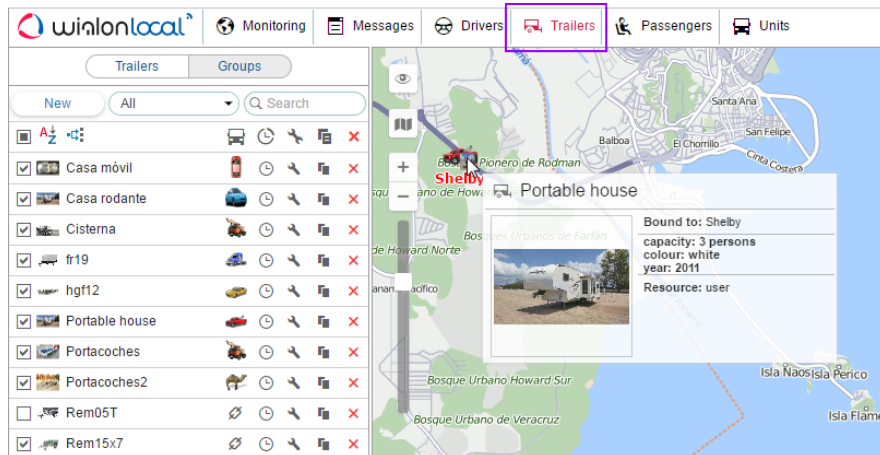 wialonlocal
Monitoring
Messages
Drivers
Trailers
Passengers
Units
Trailers
Groups
New
All
Search
Casa móvil
Casa rodante
Cisterna
fr19
hgf12
Portable house
Portacoches
Portacoches2
Rem05T
Rem15x7
Santa Ana
San Felipe
Balboa
El Chorrillo
Cinta Costera
Pionero de Rodman
Shelby
Portable house
Bound to: Shelby
capacity: 3 persons
colour: white
year: 2011
Resource: user
Bosques Urbanos de Farfán
de Howard Norte
Bosque Urbano Howard Sur
Bosque Urbano de Veracruz
Isla Naos
Isla Perico
Isla Flame